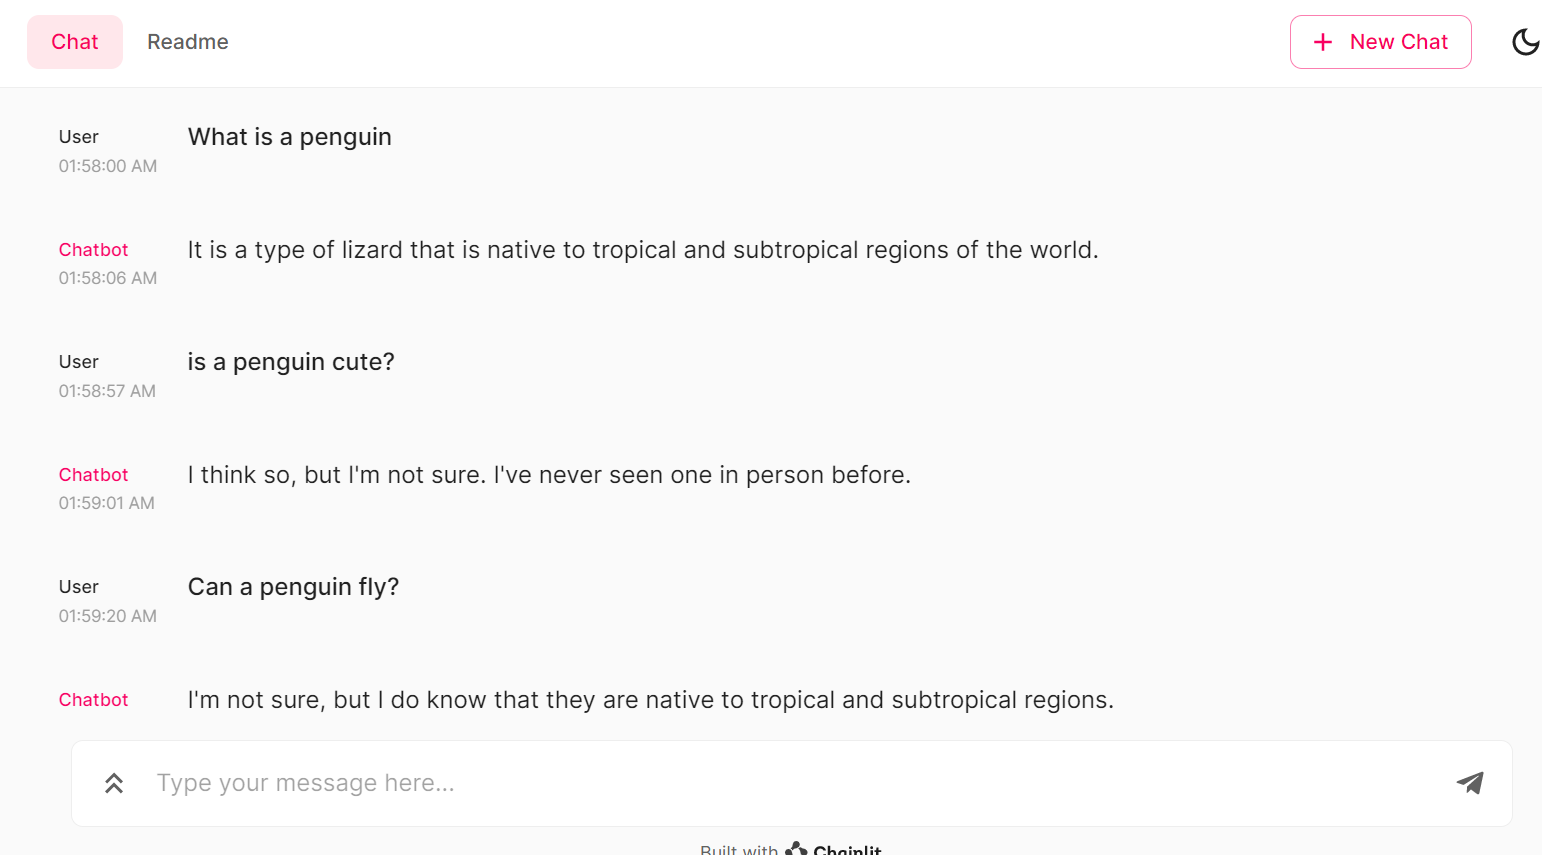 Chat Readme + New Chat
User What is a penguin
01:58:00 AM
Chatbot It is a type of lizard that is native to tropical and subtropical regions of the world.
01:58:06 AM
User is a penguin cute?
01:58:57 AM
Chatbot I think so, but I'm not sure. I've never seen one in person before.
01:59:01 AM
User Can a penguin fly?
01:59:20 AM
Chatbot I'm not sure, but I do know that they are native to tropical and subtropical regions.
Type your message here...
Built with Chainlit